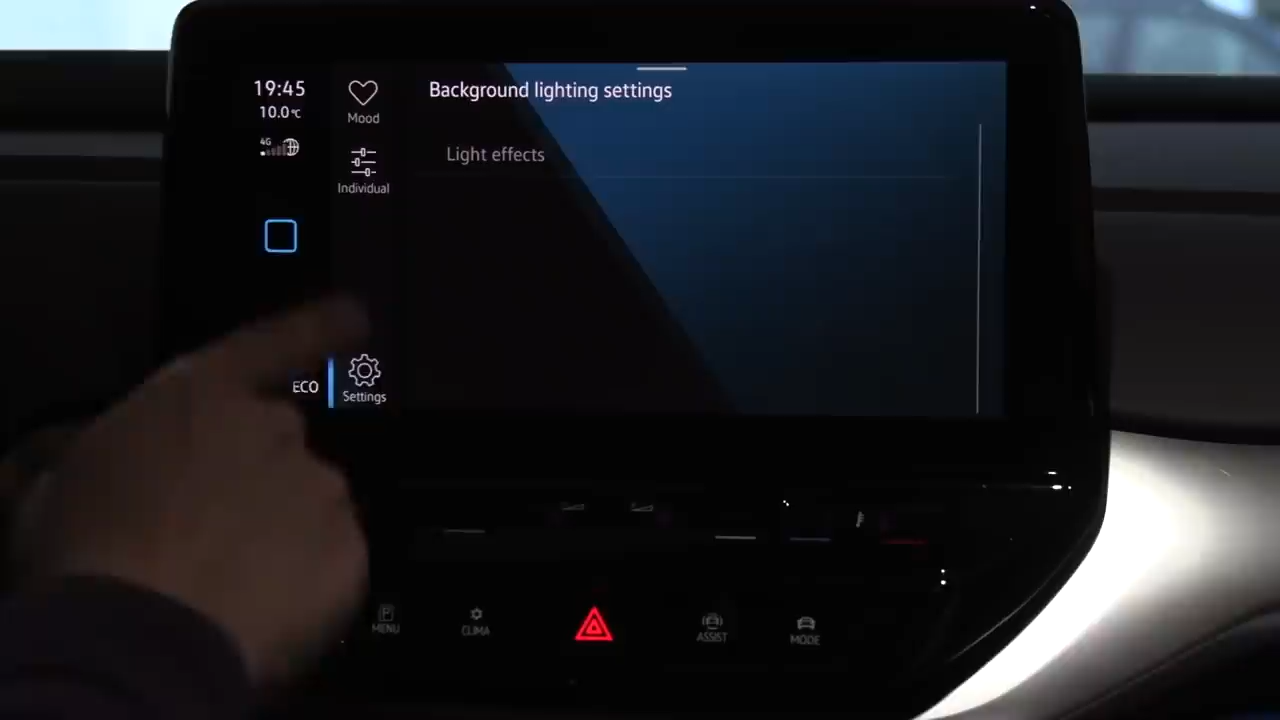 19:45
10.0°C
4G
Mood
Individual
ECO
Settings
Background lighting settings
Light effects
P
MENU
CLIMA
ASSIST
MODE